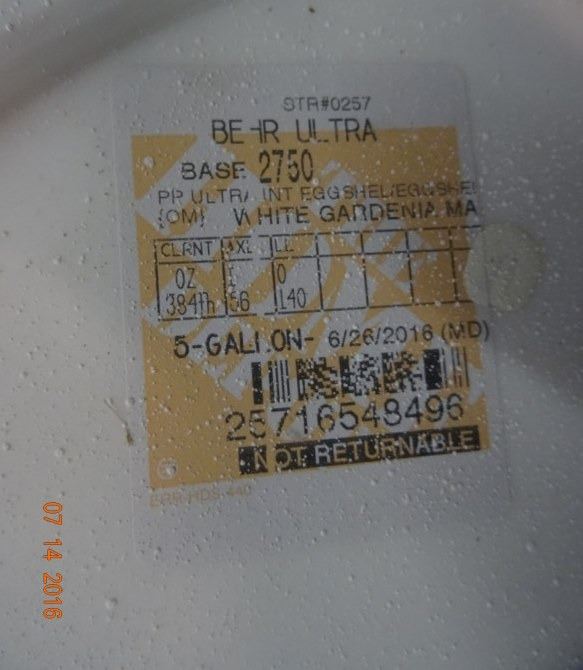 STR#0257
BEHR ULTRA
BASE 2750
PP ULTRA INT EGGSHEL/EGGSHEL
(OM) WHITE GARDENIA MA
CLRNT AXL LL
OZ 1 0
384th 56 140
5-GALLON- 6/26/2016 (MD)
25716548496
NOT RETURNABLE
07 14 2016